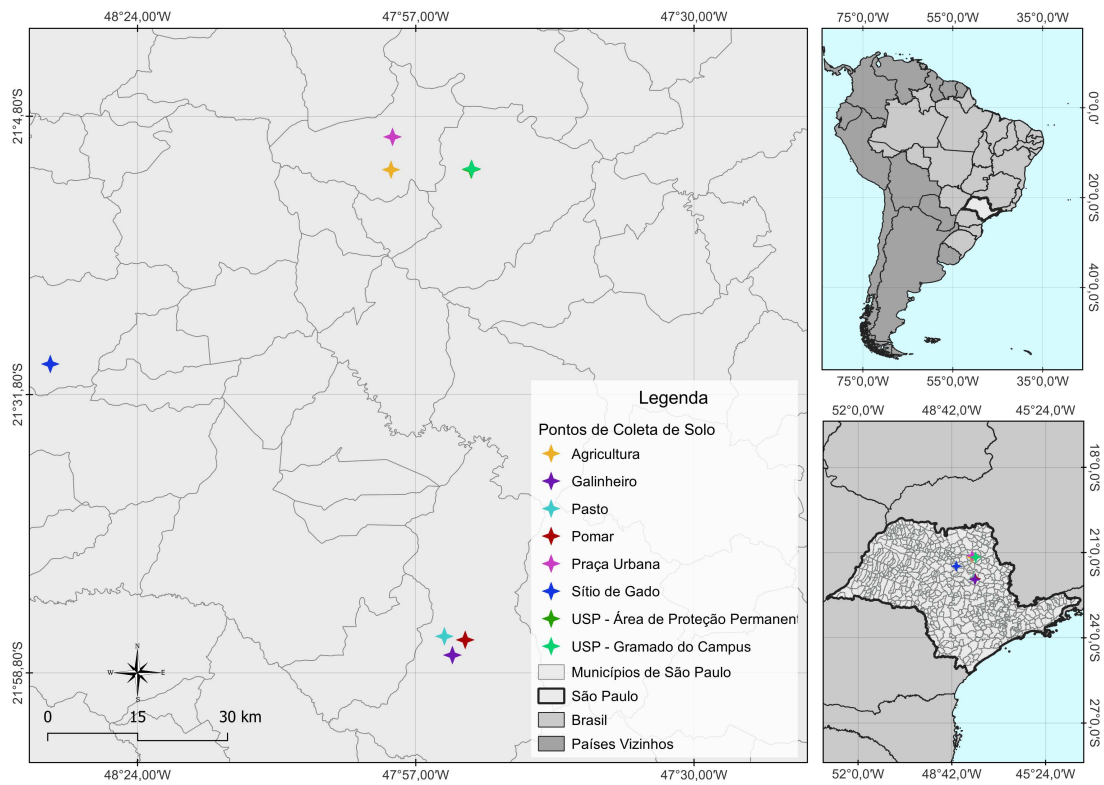 48°24,00'W 47°57,00'W 47°30,00'W
21°4,80'S
21°31,80'S
21°58,80'S
N
W E
S
0 15 30 km
48°24,00'W 47°57,00'W 47°30,00'W
Legenda
Pontos de Coleta de Solo
Agricultura
Galinheiro
Pasto
Pomar
Praça Urbana
Sítio de Gado
USP - Área de Proteção Permanent
USP - Gramado do Campus
Municípios de São Paulo
São Paulo
Brasil
Países Vizinhos
75°0,0'W 55°0,0'W 35°0,0'W
0°0,0'
20°0,0'S
40°0,0'S
75°0,0'W 55°0,0'W 35°0,0'W
52°0,0'W 48°42,0'W 45°24,0'W
18°0,0'S
21°0,0'S
24°0,0'S
27°0,0'S
52°0,0'W 48°42,0'W 45°24,0'W